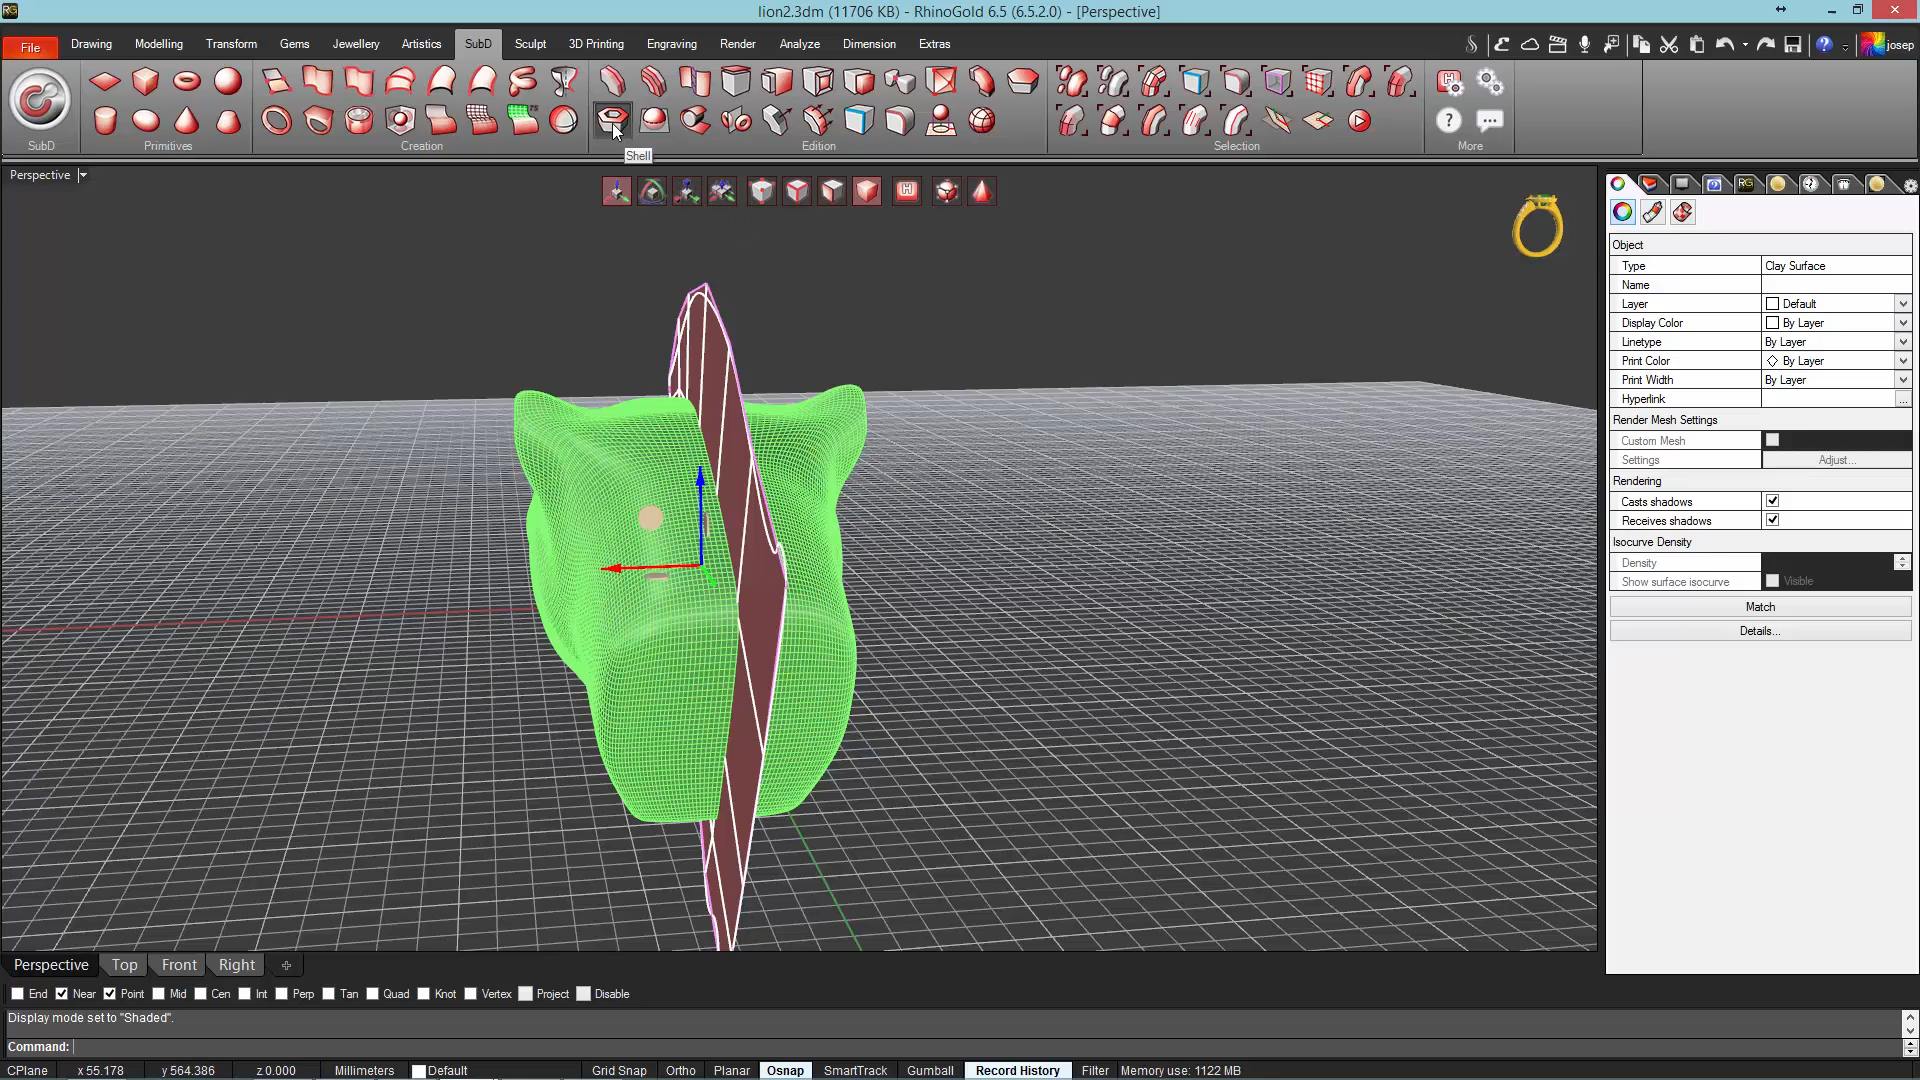 lion2.3dm (11706 KB) - RhinoGold 6.5 (6.5.2.0) - [Perspective]
File Drawing Modelling Transform Gems Jewellery Artistics SubD Sculpt 3D Printing Engraving Render Analyze Dimension Extras josep
SubD Primitives Creation Edition Selection More
Shell
Perspective
Object
Type Clay Surface
Name
Layer Default
Display Color By Layer
Linetype By Layer
Print Color By Layer
Print Width By Layer
Hyperlink ...
Render Mesh Settings
Custom Mesh
Settings Adjust...
Rendering
Casts shadows
Receives shadows
Isocurve Density
Density
Show surface isocurve Visible
Match
Details...
Perspective Top Front Right
End Near Point Mid Cen Int Perp Tan Quad Knot Vertex Project Disable
Display mode set to "Shaded".
Command:
CPlane x 55.178 y 564.386 z 0.000 Millimeters Default Grid Snap Ortho Planar Osnap SmartTrack Gumball Record History Filter Memory use: 1122 MB